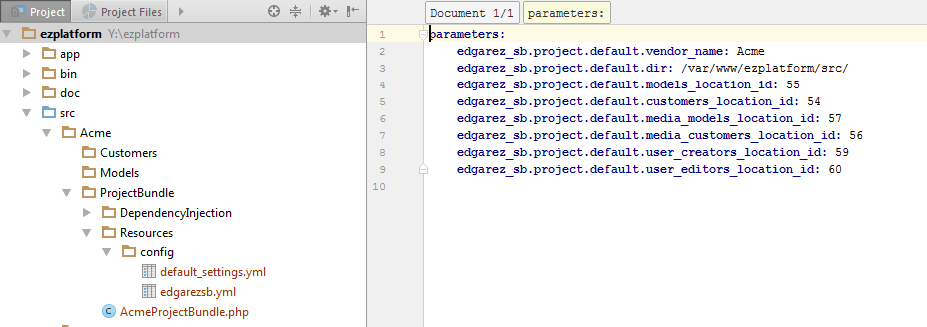 Project
Project Files
ezplatform Y:\ezplatform
app
bin
doc
src
Acme
Customers
Models
ProjectBundle
DependencyInjection
Resources
config
default_settings.yml
edgarezsb.yml
AcmeProjectBundle.php
Document 1/1
parameters:
1 parameters:
2 edgarez_sb.project.default.vendor_name: Acme
3 edgarez_sb.project.default.dir: /var/www/ezplatform/src/
4 edgarez_sb.project.default.models_location_id: 55
5 edgarez_sb.project.default.customers_location_id: 54
6 edgarez_sb.project.default.media_models_location_id: 57
7 edgarez_sb.project.default.media_customers_location_id: 56
8 edgarez_sb.project.default.user_creators_location_id: 59
9 edgarez_sb.project.default.user_editors_location_id: 60
10